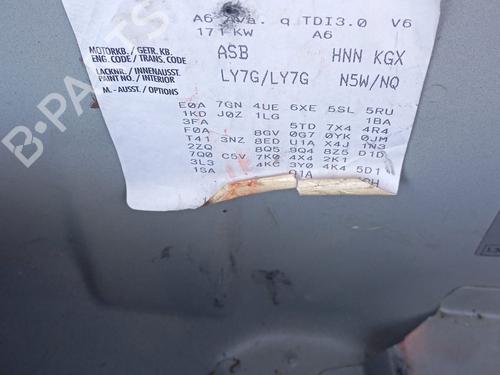 A6 Ava. q TDI3.0 V6
171 KW A6
MOTORKB. / GETR. KB.
ENG. CODE / TRANS. CODE
ASB HNN KGX
LACKNR. / INNENAUSST.
PAINT NO. / INTERIOR
LY7G/LY7G N5W/NQ
M. - AUSST. / OPTIONS
E0A 7GN 4UE 6XE 5SL 5RU
1KD J0Z 1LG 1BA
3FA 5TD 7X4 4R4
F0A 8GV 0G7 0YK 0JM
T41 3NZ 8ED U1A X4J 1N3
2ZQ 8Q5 9Q4 8Z5 D1D
7Q0 C5V 7K0 4X4 2K1
3L3 4KC 3Y0 4K4 5D1
1SA
B-PARTS